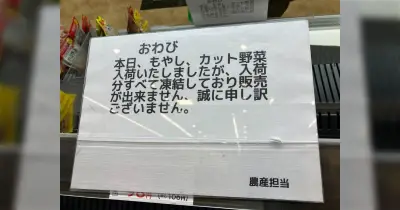 おわび
本日、もやし、カット野菜
入荷いたしましたが、入荷
分すべて凍結しており販売
が出来ません、誠に申し訳
ございません。
農産担当